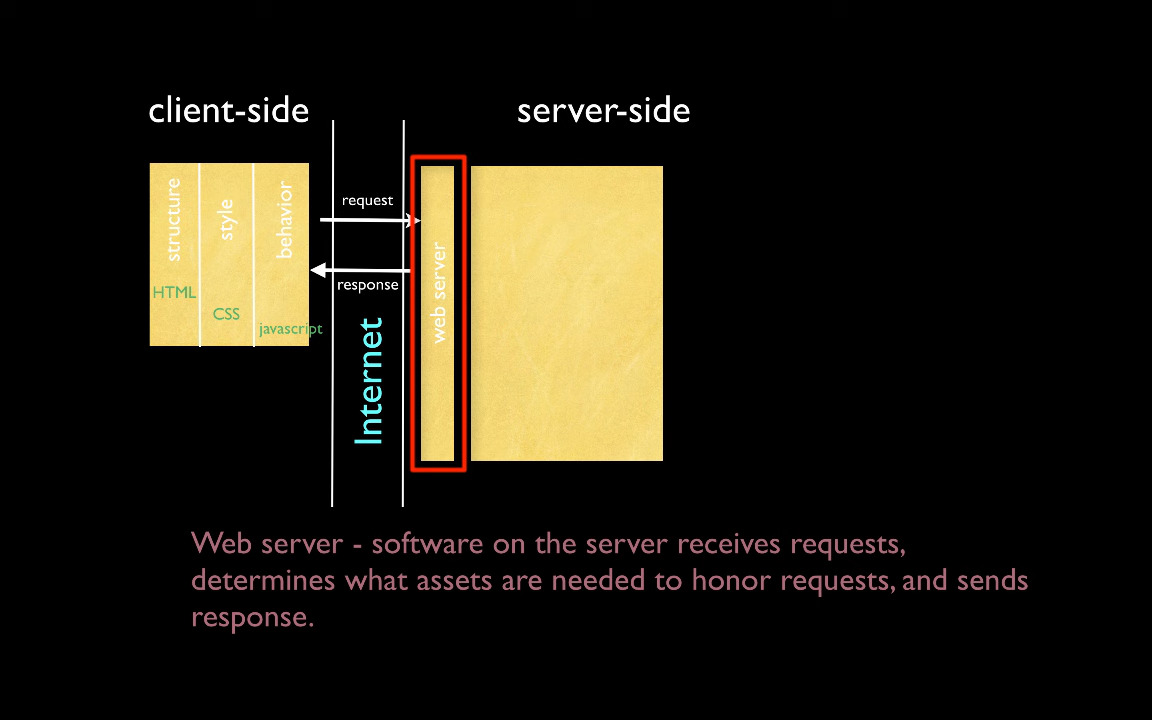 client-side
server-side
structure
style
behavior
HTML
CSS
javascript
request
response
Internet
web server
Web server - software on the server receives requests,
determines what assets are needed to honor requests, and sends
response.